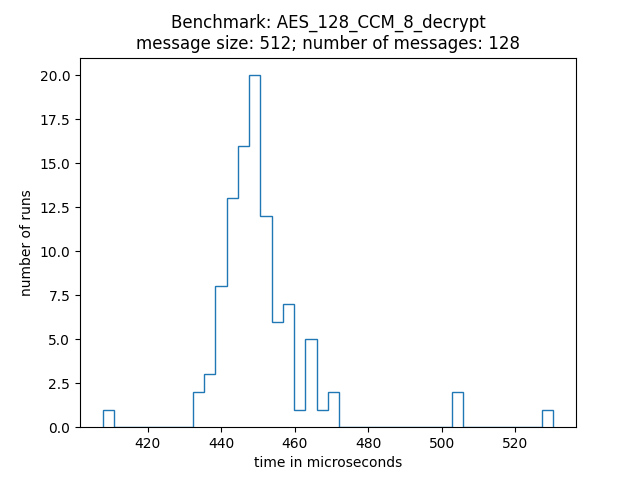 Benchmark: AES_128_CCM_8_decrypt
message size: 512; number of messages: 128
20.0
17.5
15.0
12.5
10.0
7.5
5.0
2.5
0.0
number of runs
420 440 460 480 500 520
time in microseconds